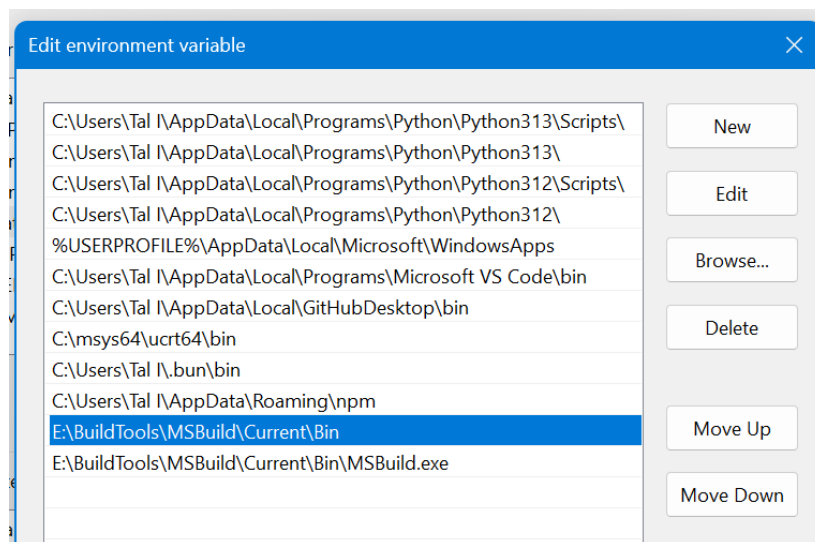 Edit environment variable
C:\Users\Tal I\AppData\Local\Programs\Python\Python313\Scripts\
C:\Users\Tal I\AppData\Local\Programs\Python\Python313\
C:\Users\Tal I\AppData\Local\Programs\Python\Python312\Scripts\
C:\Users\Tal I\AppData\Local\Programs\Python\Python312\
%USERPROFILE%\AppData\Local\Microsoft\WindowsApps
C:\Users\Tal I\AppData\Local\Programs\Microsoft VS Code\bin
C:\Users\Tal I\AppData\Local\GitHubDesktop\bin
C:\msys64\ucrt64\bin
C:\Users\Tal I\.bun\bin
C:\Users\Tal I\AppData\Roaming\npm
E:\BuildTools\MSBuild\Current\Bin
E:\BuildTools\MSBuild\Current\Bin\MSBuild.exe
New
Edit
Browse...
Delete
Move Up
Move Down